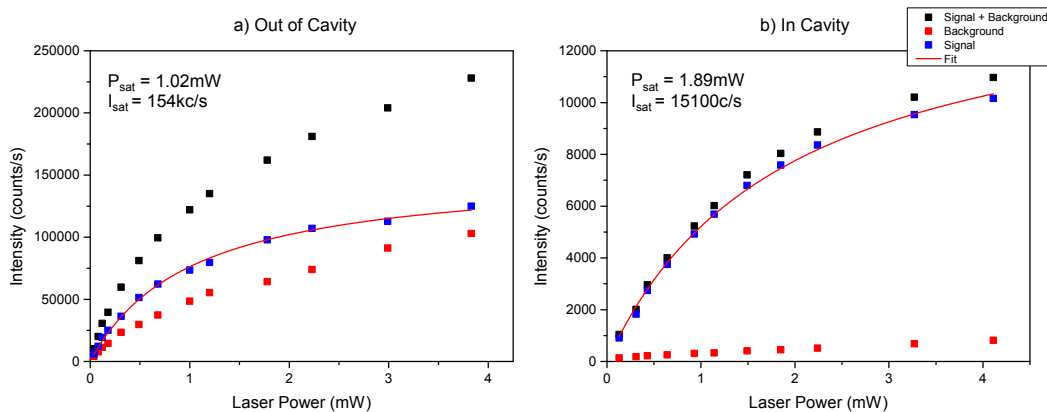 a) Out of Cavity
250000
200000
150000
100000
50000
0
Intensity (counts/s)
P_sat = 1.02mW
I_sat = 154kc/s
0 1 2 3 4
Laser Power (mW)
b) In Cavity
Signal + Background
Background
Signal
Fit
12000
10000
8000
6000
4000
2000
0
Intensity (counts/s)
P_sat = 1.89mW
I_sat = 15100c/s
0 1 2 3 4
Laser Power (mW)